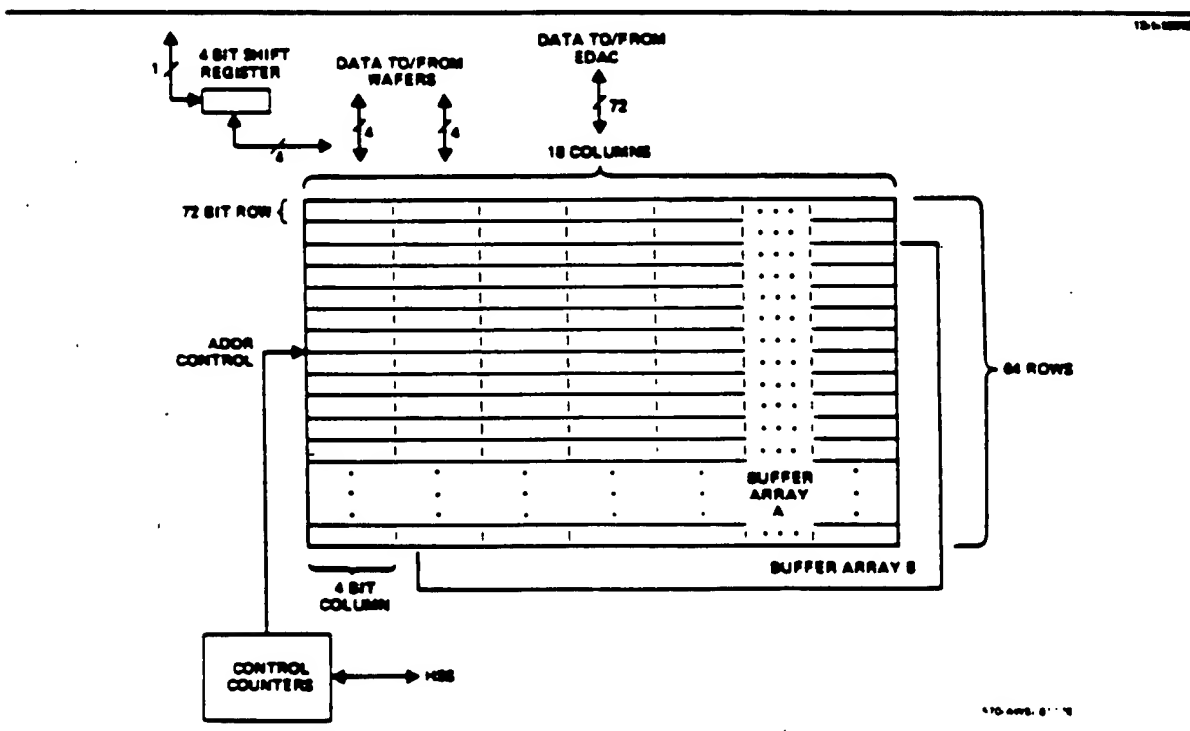 4 BIT SHIFT
REGISTER
1
4
DATA TO/FROM
WAFERS
4
4
DATA TO/FROM
EDAC
72
18 COLUMNS
72 BIT ROW
ADDR
CONTROL
64 ROWS
BUFFER
ARRAY
A
BUFFER ARRAY B
4 BIT
COLUMN
CONTROL
COUNTERS
HSS